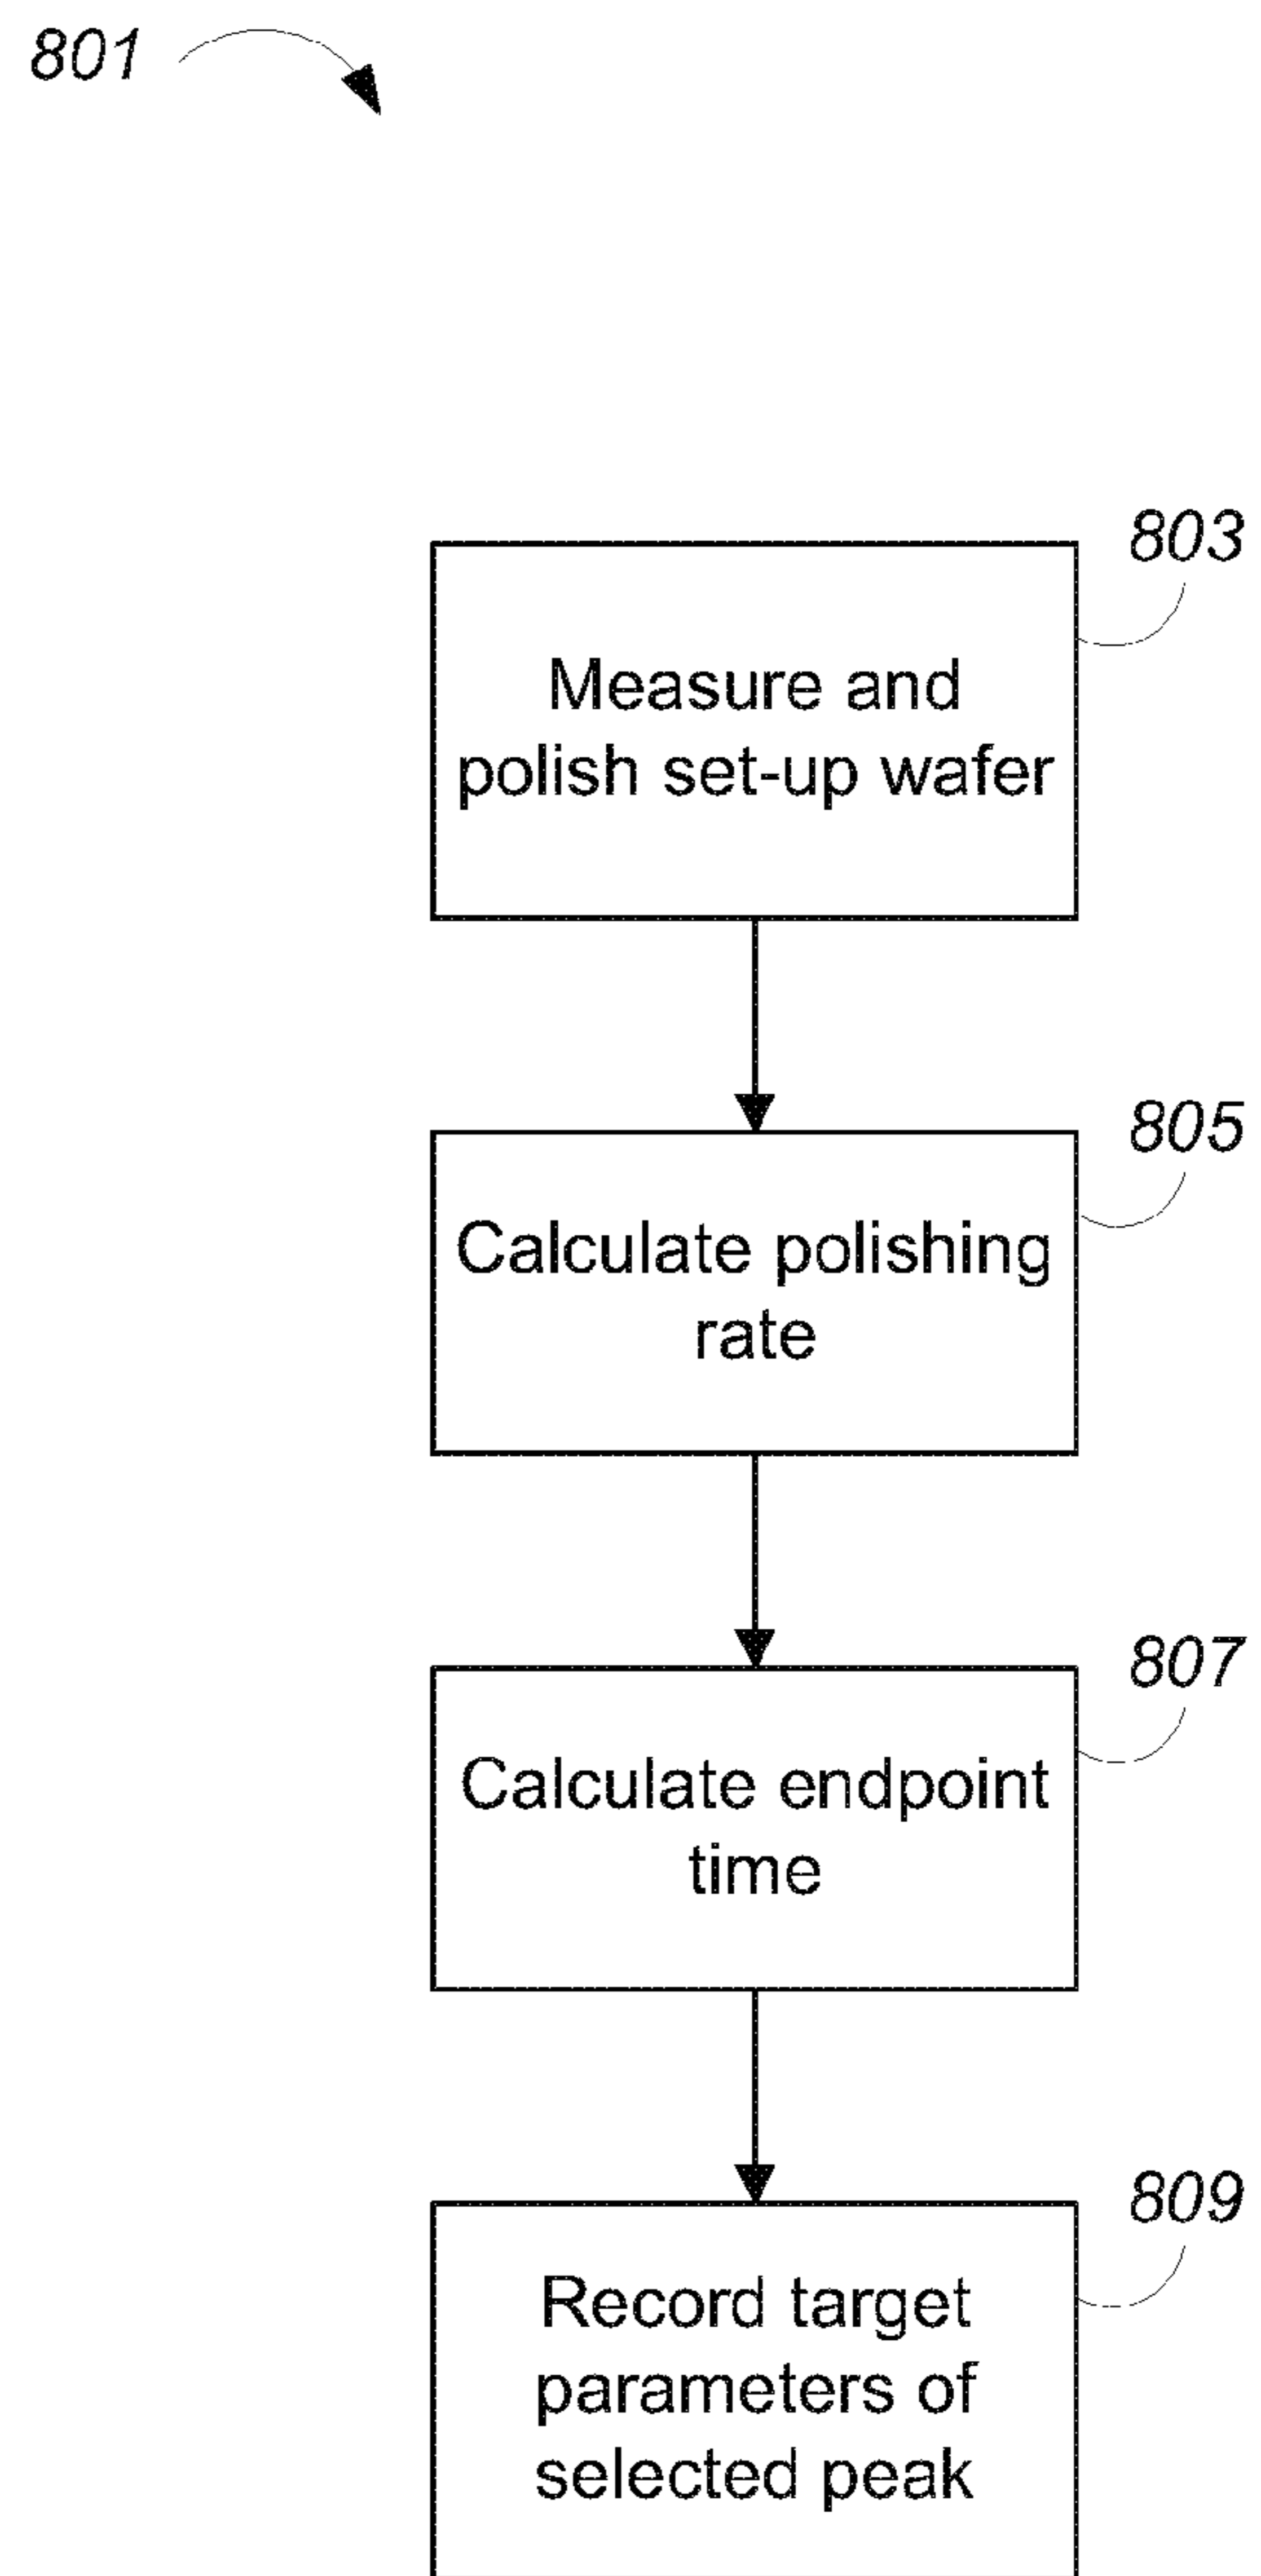 801
803
Measure and
polish set-up wafer
805
Calculate polishing
rate
807
Calculate endpoint
time
809
Record target
parameters of
selected peak